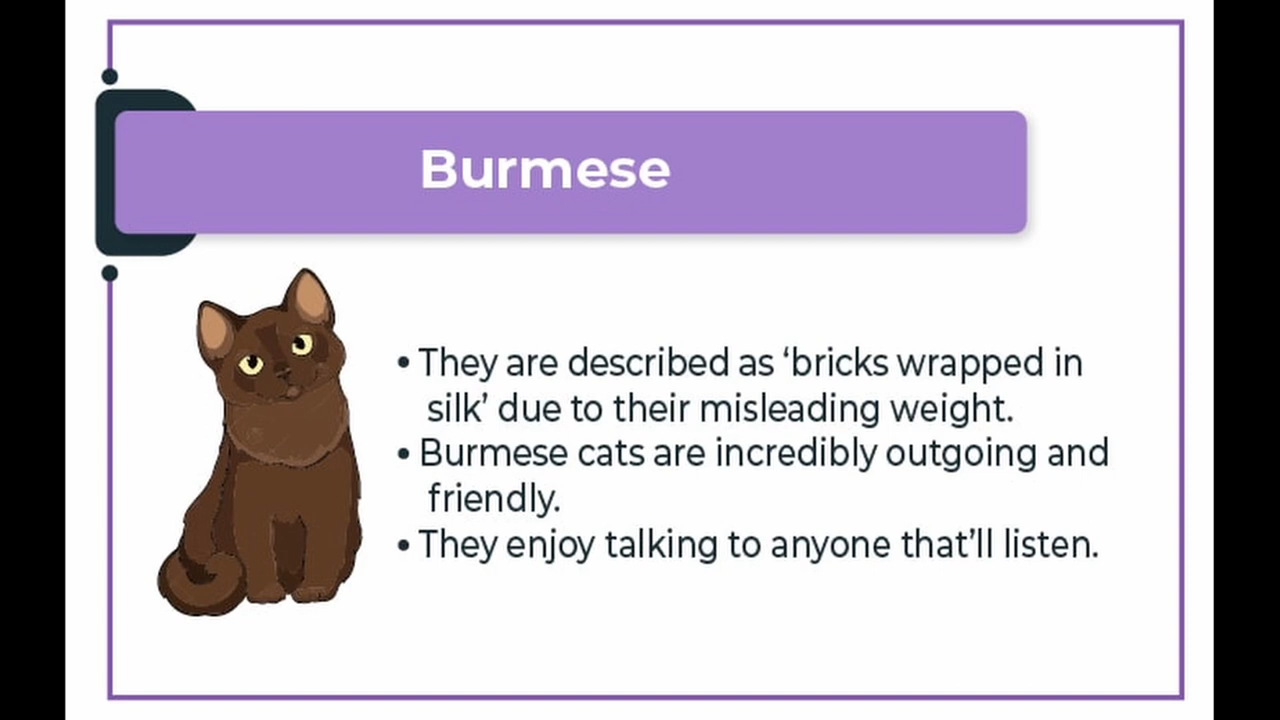 Burmese
• They are described as ‘bricks wrapped in
silk’ due to their misleading weight.
• Burmese cats are incredibly outgoing and
friendly.
• They enjoy talking to anyone that’ll listen.